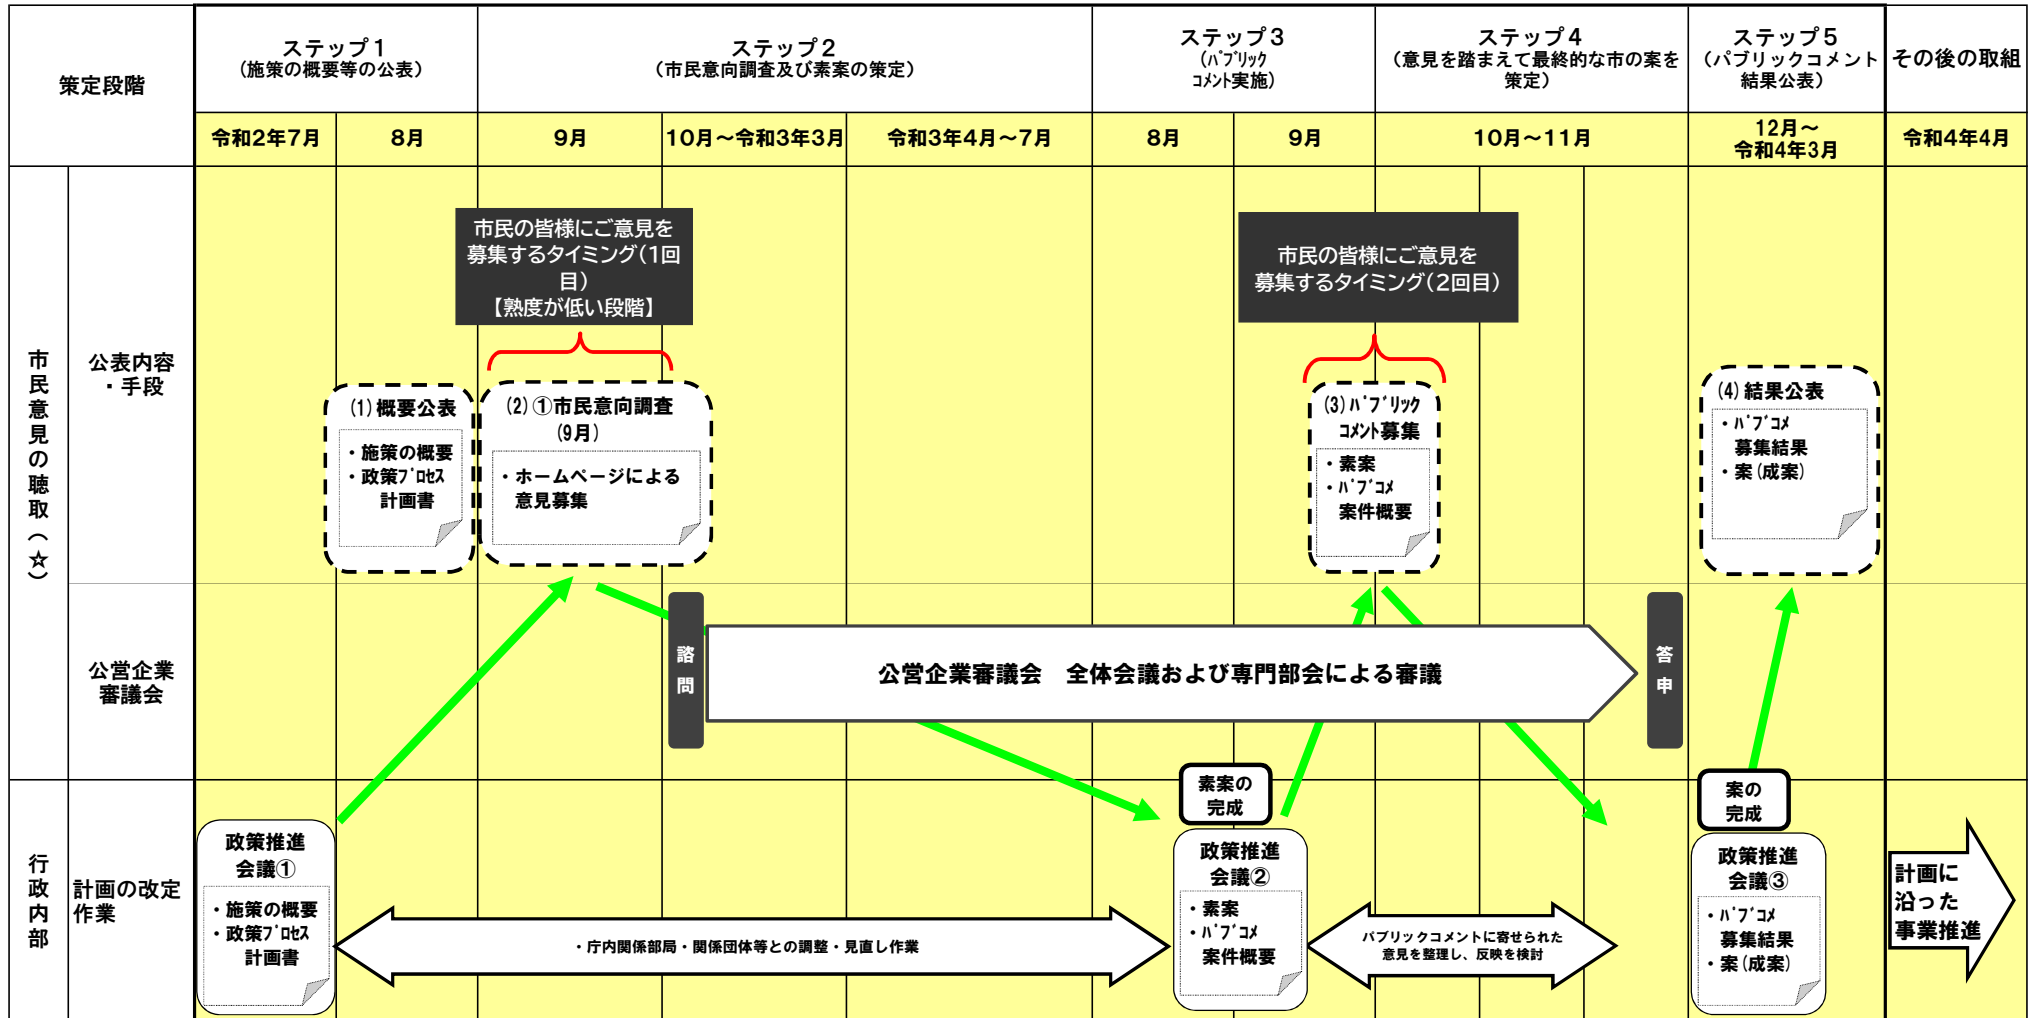 策定段階
ステップ１
（施策の概要等の公表）
ステップ２
（市民意向調査及び素案の策定）
ステップ３
（ﾊﾟﾌﾞﾘｯｸ
ｺﾒﾝﾄ実施）
ステップ４
（意見を踏まえて最終的な市の案を
策定）
ステップ５
（パブリックコメント
結果公表）
その後の取組
令和2年7月
8月
9月
10月～令和3年3月
令和3年4月～7月
8月
9月
10月～11月
12月～
令和4年3月
令和4年4月
市民意見の聴取（☆）
公表内容
・手段
市民の皆様にご意見を
募集するタイミング（1回
目）
【熟度が低い段階】
市民の皆様にご意見を
募集するタイミング（2回目）
(1)概要公表
・施策の概要
・政策ﾌﾟﾛｾｽ
計画書
(2)①市民意向調査
(9月)
・ホームページによる
意見募集
(3)ﾊﾟﾌﾞﾘｯｸ
ｺﾒﾝﾄ募集
・素案
・ﾊﾟﾌﾞｺﾒ
案件概要
(4)結果公表
・ﾊﾟﾌﾞｺﾒ
募集結果
・案(成案)
公営企業
審議会
諮問
公営企業審議会　全体会議および専門部会による審議
答申
行政内部
計画の改定
作業
政策推進
会議①
・施策の概要
・政策ﾌﾟﾛｾｽ
計画書
・庁内関係部局・関係団体等との調整・見直し作業
素案の
完成
政策推進
会議②
・素案
・ﾊﾟﾌﾞｺﾒ
案件概要
パブリックコメントに寄せられた
意見を整理し、反映を検討
案の
完成
政策推進
会議③
・ﾊﾟﾌﾞｺﾒ
募集結果
・案(成案)
計画に
沿った
事業推進